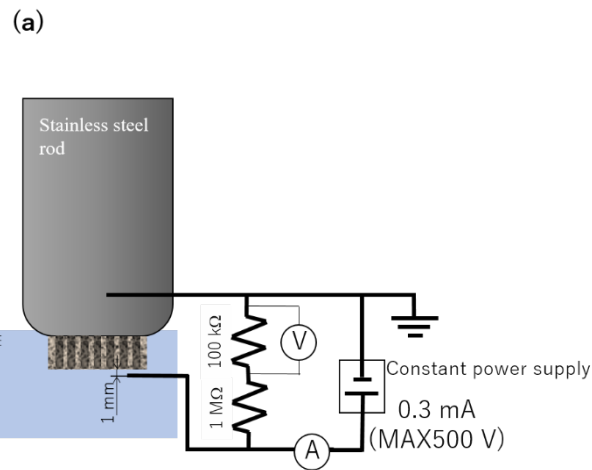 (a)
Stainless steel
rod
100 kΩ
V
1 mm
1 MΩ
Constant power supply
0.3 mA
(MAX500 V)
A